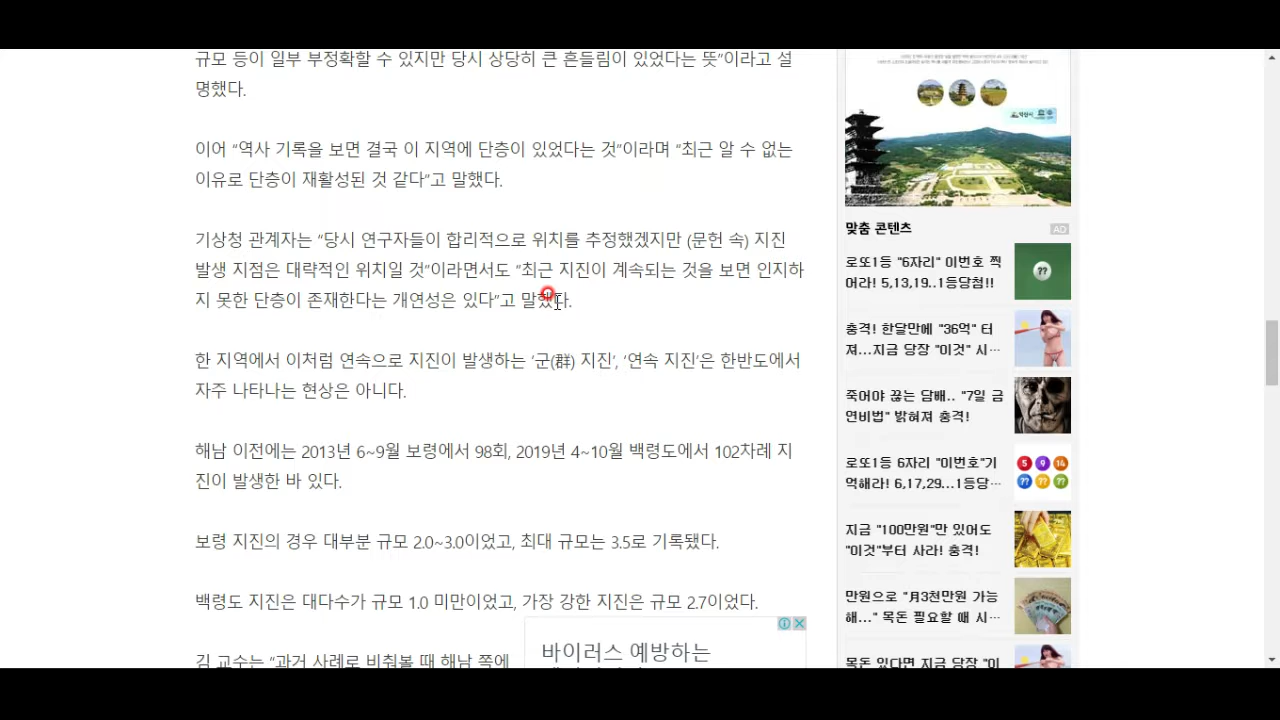 규모 등이 일부 부정확할 수 있지만 당시 상당히 큰 흔들림이 있었다는 뜻”이라고 설
명했다.
이어 “역사 기록을 보면 결국 이 지역에 단층이 있었다는 것”이라며 “최근 알 수 없는
이유로 단층이 재활성된 것 같다”고 말했다.
기상청 관계자는 “당시 연구자들이 합리적으로 위치를 추정했겠지만 (문헌 속) 지진
발생 지점은 대략적인 위치일 것”이라면서도 “최근 지진이 계속되는 것을 보면 인지하
지 못한 단층이 존재한다는 개연성은 있다”고 말했다.
한 지역에서 이처럼 연속으로 지진이 발생하는 ‘군(群) 지진’, ‘연속 지진’은 한반도에서
자주 나타나는 현상은 아니다.
해남 이전에는 2013년 6~9월 보령에서 98회, 2019년 4~10월 백령도에서 102차례 지
진이 발생한 바 있다.
보령 지진의 경우 대부분 규모 2.0~3.0이었고, 최대 규모는 3.5로 기록됐다.
백령도 지진은 대다수가 규모 1.0 미만이었고, 가장 강한 지진은 규모 2.7이었다.
김 교수는 “과거 사례로 비춰볼 때 해남 쪽에
바이러스 예방하는
맞춤 콘텐츠
AD
로또1등 "6자리" 이번호 찍
어라! 5,13,19..1등당첨!!
??
충격! 한달만에 "36억" 터
져...지금 당장 "이것" 시…
죽어야 끊는 담배.. "7일 금
연비법" 밝혀져 충격!
로또1등 6자리 "이번호"기
억해라! 6,17,29...1등당…
5 9 14
?? ?? ??
지금 "100만원"만 있어도
"이것"부터 사라! 충격!
만원으로 "月3천만원 가능
해..." 목돈 필요할 때 시…
목돈 있다면 지금 당장 "이